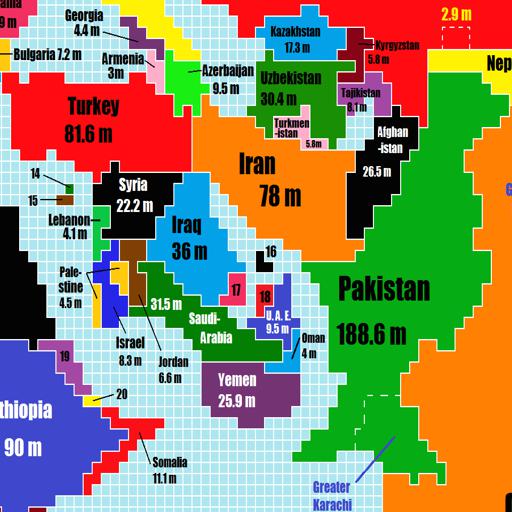 ania
9 m
Georgia
4.4 m
2.9 m
Kazakhstan
17.3 m
Kyrgyzstan
5.8 m
Bulgaria 7.2 m
Armenia
3m
Azerbaijan
9.5 m
Uzbekistan
30.4 m
Nep
Tajikistan
8.1 m
Turkey
81.6 m
Turkmen
-istan
5.8m
Afghan
-istan
26.5 m
Iran
78 m
14
15
Syria
22.2 m
Lebanon
4.1 m
Iraq
36 m
16
Pale-
stine
4.5 m
17
18
Pakistan
188.6 m
31.5 m
Saudi-
Arabia
U. A. E.
9.5 m
Israel
8.3 m
Oman
4 m
Jordan
6.6 m
19
Yemen
25.9 m
20
thiopia
90 m
Somalia
11.1 m
Greater
Karachi